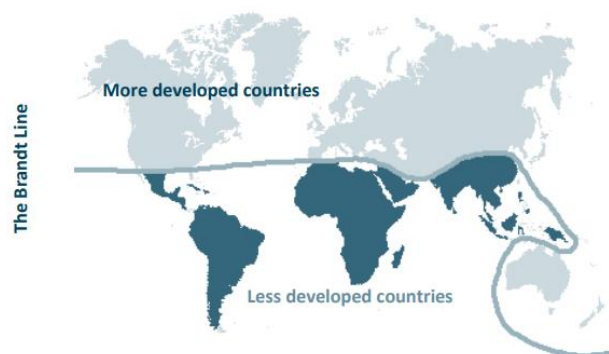 The Brandt Line
More developed countries
Less developed countries